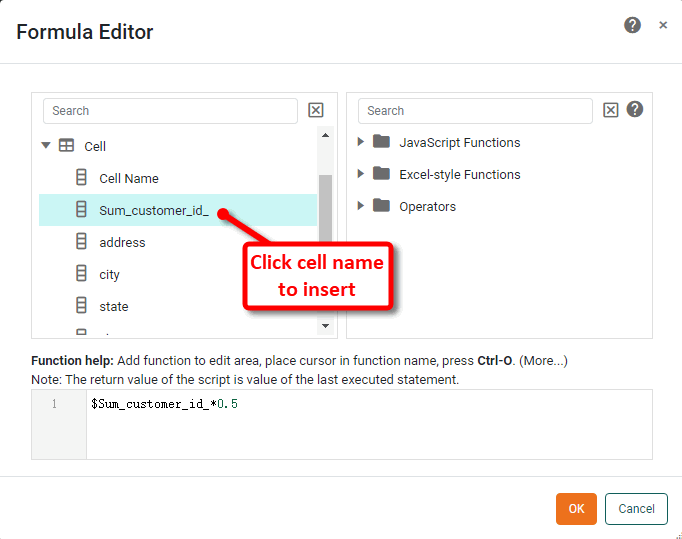 Formula Editor
Search
Search
Cell
Cell Name
Sum_customer_id_
address
city
state
JavaScript Functions
Excel-style Functions
Operators
Click cell name
to insert
Function help: Add function to edit area, place cursor in function name, press Ctrl-O. (More...)
Note: The return value of the script is value of the last executed statement.
1 $Sum_customer_id_*0.5
OK
Cancel